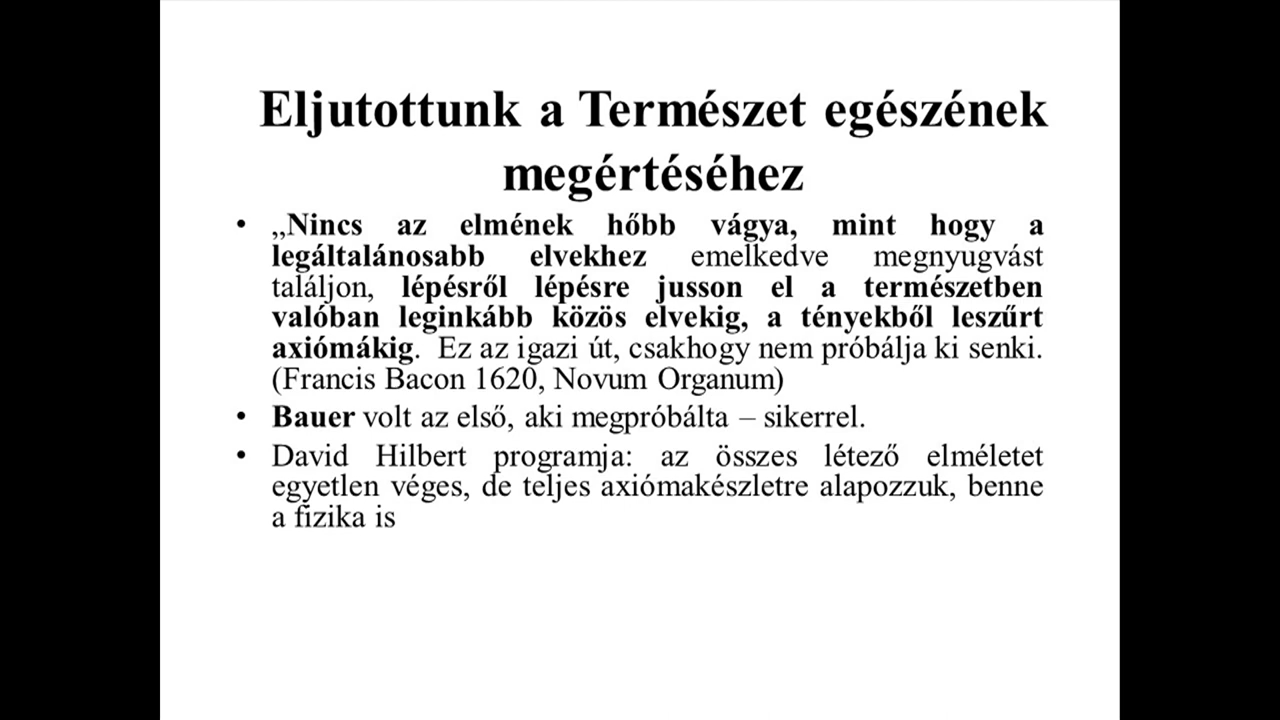 Eljutottunk a Természet egészének
megértéséhez
• „Nincs az elmének hőbb vágya, mint hogy a
legáltalánosabb elvekhez emelkedve megnyugvást
találjon, lépésről lépésre jusson el a természetben
valóban leginkább közös elvekig, a tényekből leszűrt
axiómákig. Ez az igazi út, csakhogy nem próbálja ki senki.
(Francis Bacon 1620, Novum Organum)
• Bauer volt az első, aki megpróbálta – sikerrel.
• David Hilbert programja: az összes létező elméletet
egyetlen véges, de teljes axiómakészletre alapozzuk, benne
a fizika is